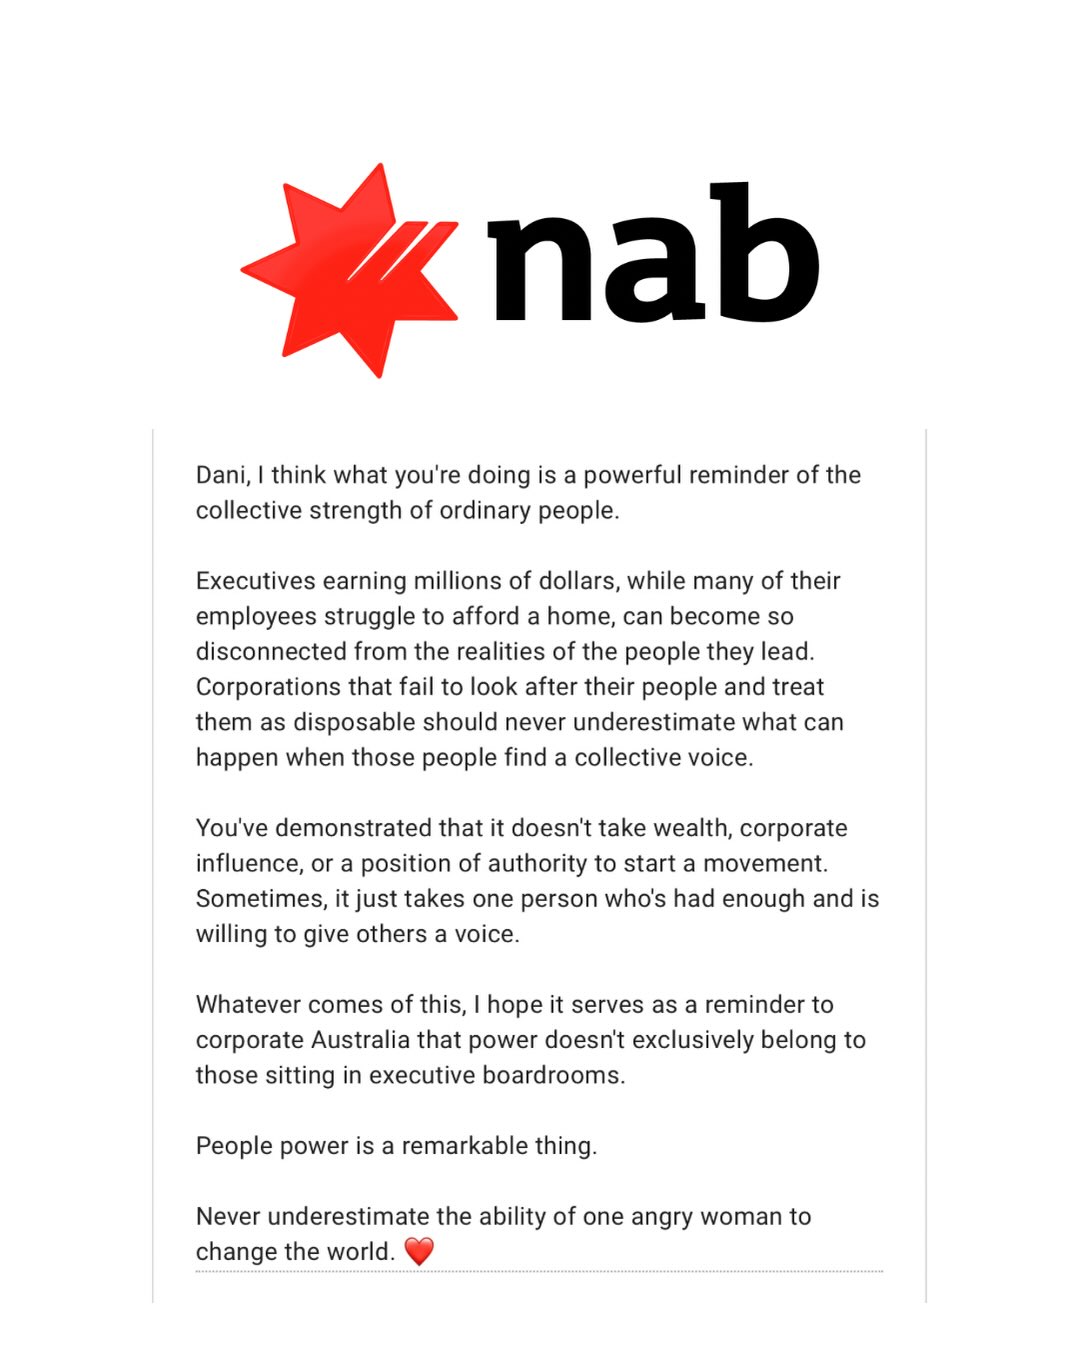 nab
Dani, I think what you're doing is a powerful reminder of the
collective strength of ordinary people.
Executives earning millions of dollars, while many of their
employees struggle to afford a home, can become so
disconnected from the realities of the people they lead.
Corporations that fail to look after their people and treat
them as disposable should never underestimate what can
happen when those people find a collective voice.
You've demonstrated that it doesn't take wealth, corporate
influence, or a position of authority to start a movement.
Sometimes, it just takes one person who's had enough and is
willing to give others a voice.
Whatever comes of this, I hope it serves as a reminder to
corporate Australia that power doesn't exclusively belong to
those sitting in executive boardrooms.
People power is a remarkable thing.
Never underestimate the ability of one angry woman to
change the world. ❤️